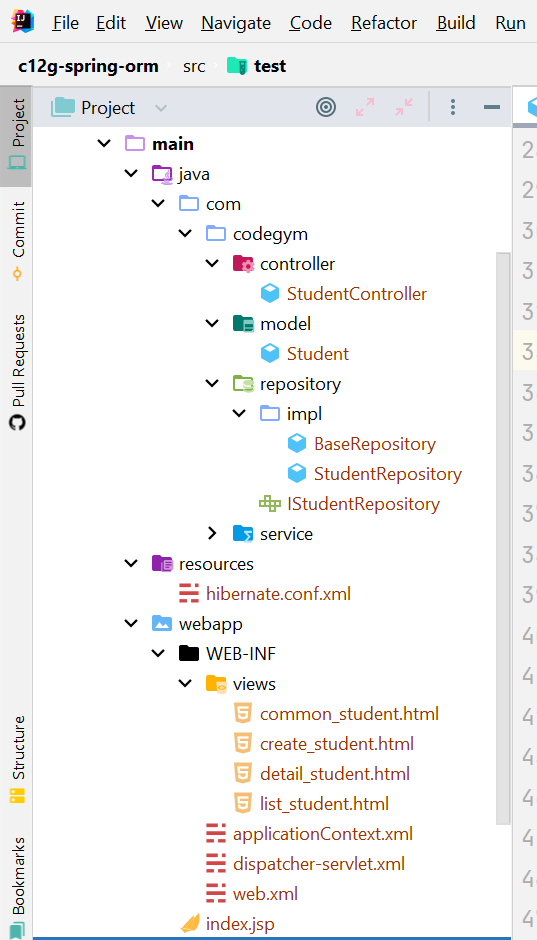 File Edit View Navigate Code Refactor Build Run
c12g-spring-orm src test
Project
Project
Commit
Pull Requests
Structure
Bookmarks
main
java
com
codegym
controller
StudentController
model
Student
repository
impl
BaseRepository
StudentRepository
IStudentRepository
service
resources
hibernate.conf.xml
webapp
WEB-INF
views
common_student.html
create_student.html
detail_student.html
list_student.html
applicationContext.xml
dispatcher-servlet.xml
web.xml
index.jsp